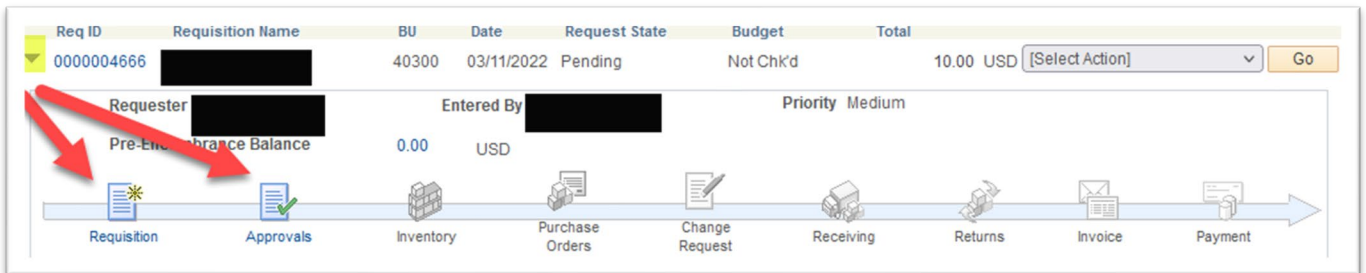 Req ID Requisition Name BU Date Request State Budget Total
0000004666 40300 03/11/2022 Pending Not Chk'd 10.00 USD [Select Action] Go
Requester Entered By Priority Medium
Pre-Encumbrance Balance 0.00 USD
Requisition Approvals Inventory Purchase Orders Change Request Receiving Returns Invoice Payment